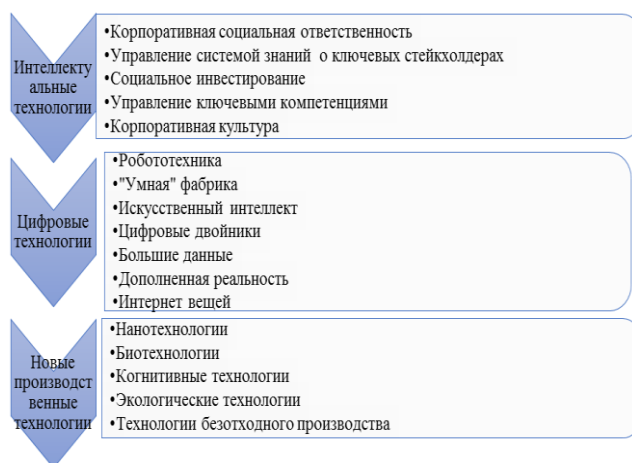 Интеллекту
альные
технологии
•Корпоративная социальная ответственность
•Управление системой знаний о ключевых стейкхолдерах
•Социальное инвестирование
•Управление ключевыми компетенциями
•Корпоративная культура
Цифровые
технологии
•Робототехника
•"Умная" фабрика
•Искусственный интеллект
•Цифровые двойники
•Большие данные
•Дополненная реальность
•Интернет вещей
Новые
производст
венные
технологии
•Нанотехнологии
•Биотехнологии
•Когнитивные технологии
•Экологические технологии
•Технологии безотходного производства